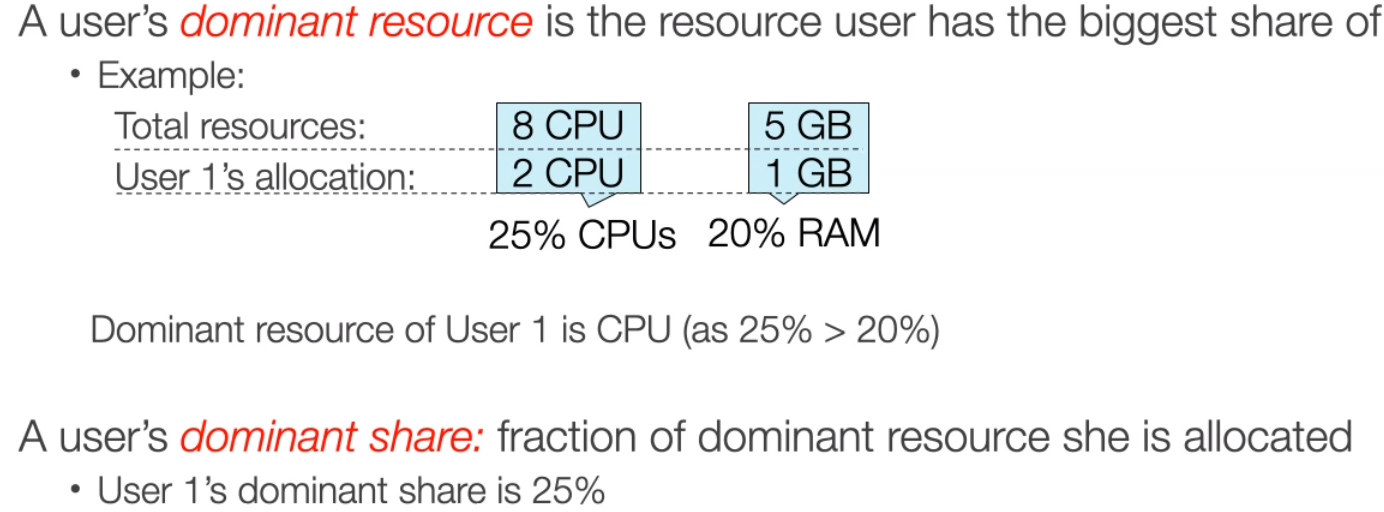 A user's dominant resource is the resource user has the biggest share of
• Example:
Total resources: 8 CPU 5 GB
User 1's allocation: 2 CPU 1 GB
25% CPUs 20% RAM
Dominant resource of User 1 is CPU (as 25% > 20%)
A user's dominant share: fraction of dominant resource she is allocated
• User 1's dominant share is 25%